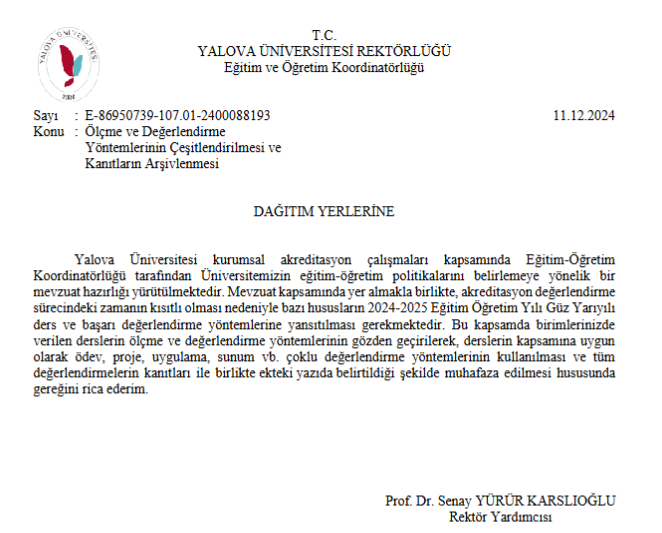 YALOVA ÜNİVERSİTESİ
2008
T.C.
YALOVA ÜNİVERSİTESİ REKTÖRLÜĞÜ
Eğitim ve Öğretim Koordinatörlüğü
Sayı : E-86950739-107.01-2400088193 11.12.2024
Konu : Ölçme ve Değerlendirme
Yöntemlerinin Çeşitlendirilmesi ve
Kanıtların Arşivlenmesi
DAĞITIM YERLERİNE
Yalova Üniversitesi kurumsal akreditasyon çalışmaları kapsamında Eğitim-Öğretim
Koordinatörlüğü tarafından Üniversitemizin eğitim-öğretim politikalarını belirlemeye yönelik bir
mevzuat hazırlığı yürütülmektedir. Mevzuat kapsamında yer almakla birlikte, akreditasyon değerlendirme
sürecindeki zamanın kısıtlı olması nedeniyle bazı hususların 2024-2025 Eğitim Öğretim Yılı Güz Yarıyılı
ders ve başarı değerlendirme yöntemlerine yansıtılması gerekmektedir. Bu kapsamda birimlerinizde
verilen derslerin ölçme ve değerlendirme yöntemlerinin gözden geçirilerek, derslerin kapsamına uygun
olarak ödev, proje, uygulama, sunum vb. çoklu değerlendirme yöntemlerinin kullanılması ve tüm
değerlendirmelerin kanıtları ile birlikte ekteki yazıda belirtildiği şekilde muhafaza edilmesi hususunda
gereğini rica ederim.
Prof. Dr. Senay YÜRÜR KARSLIOĞLU
Rektör Yardımcısı